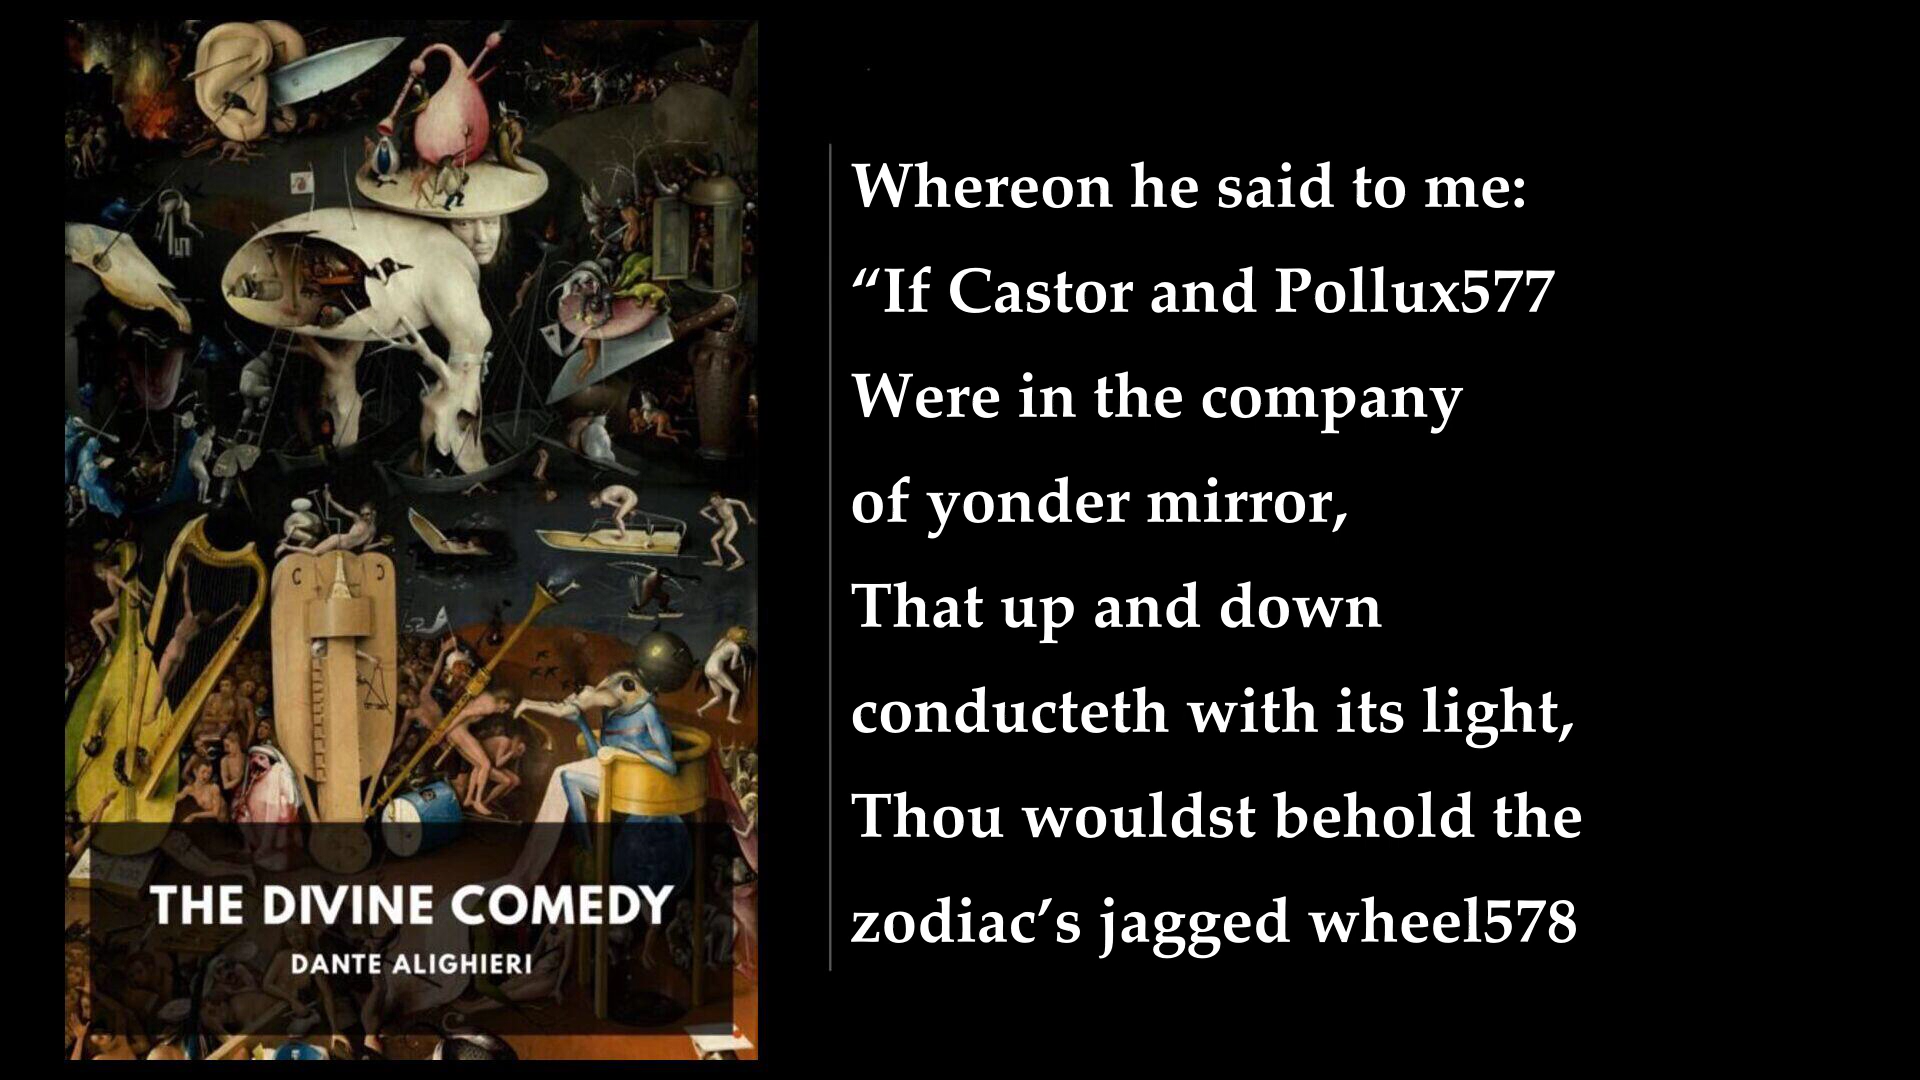 THE DIVINE COMEDY
DANTE ALIGHIERI
Whereon he said to me:
“If Castor and Pollux577
Were in the company
of yonder mirror,
That up and down
conducteth with its light,
Thou wouldst behold the
zodiac’s jagged wheel578